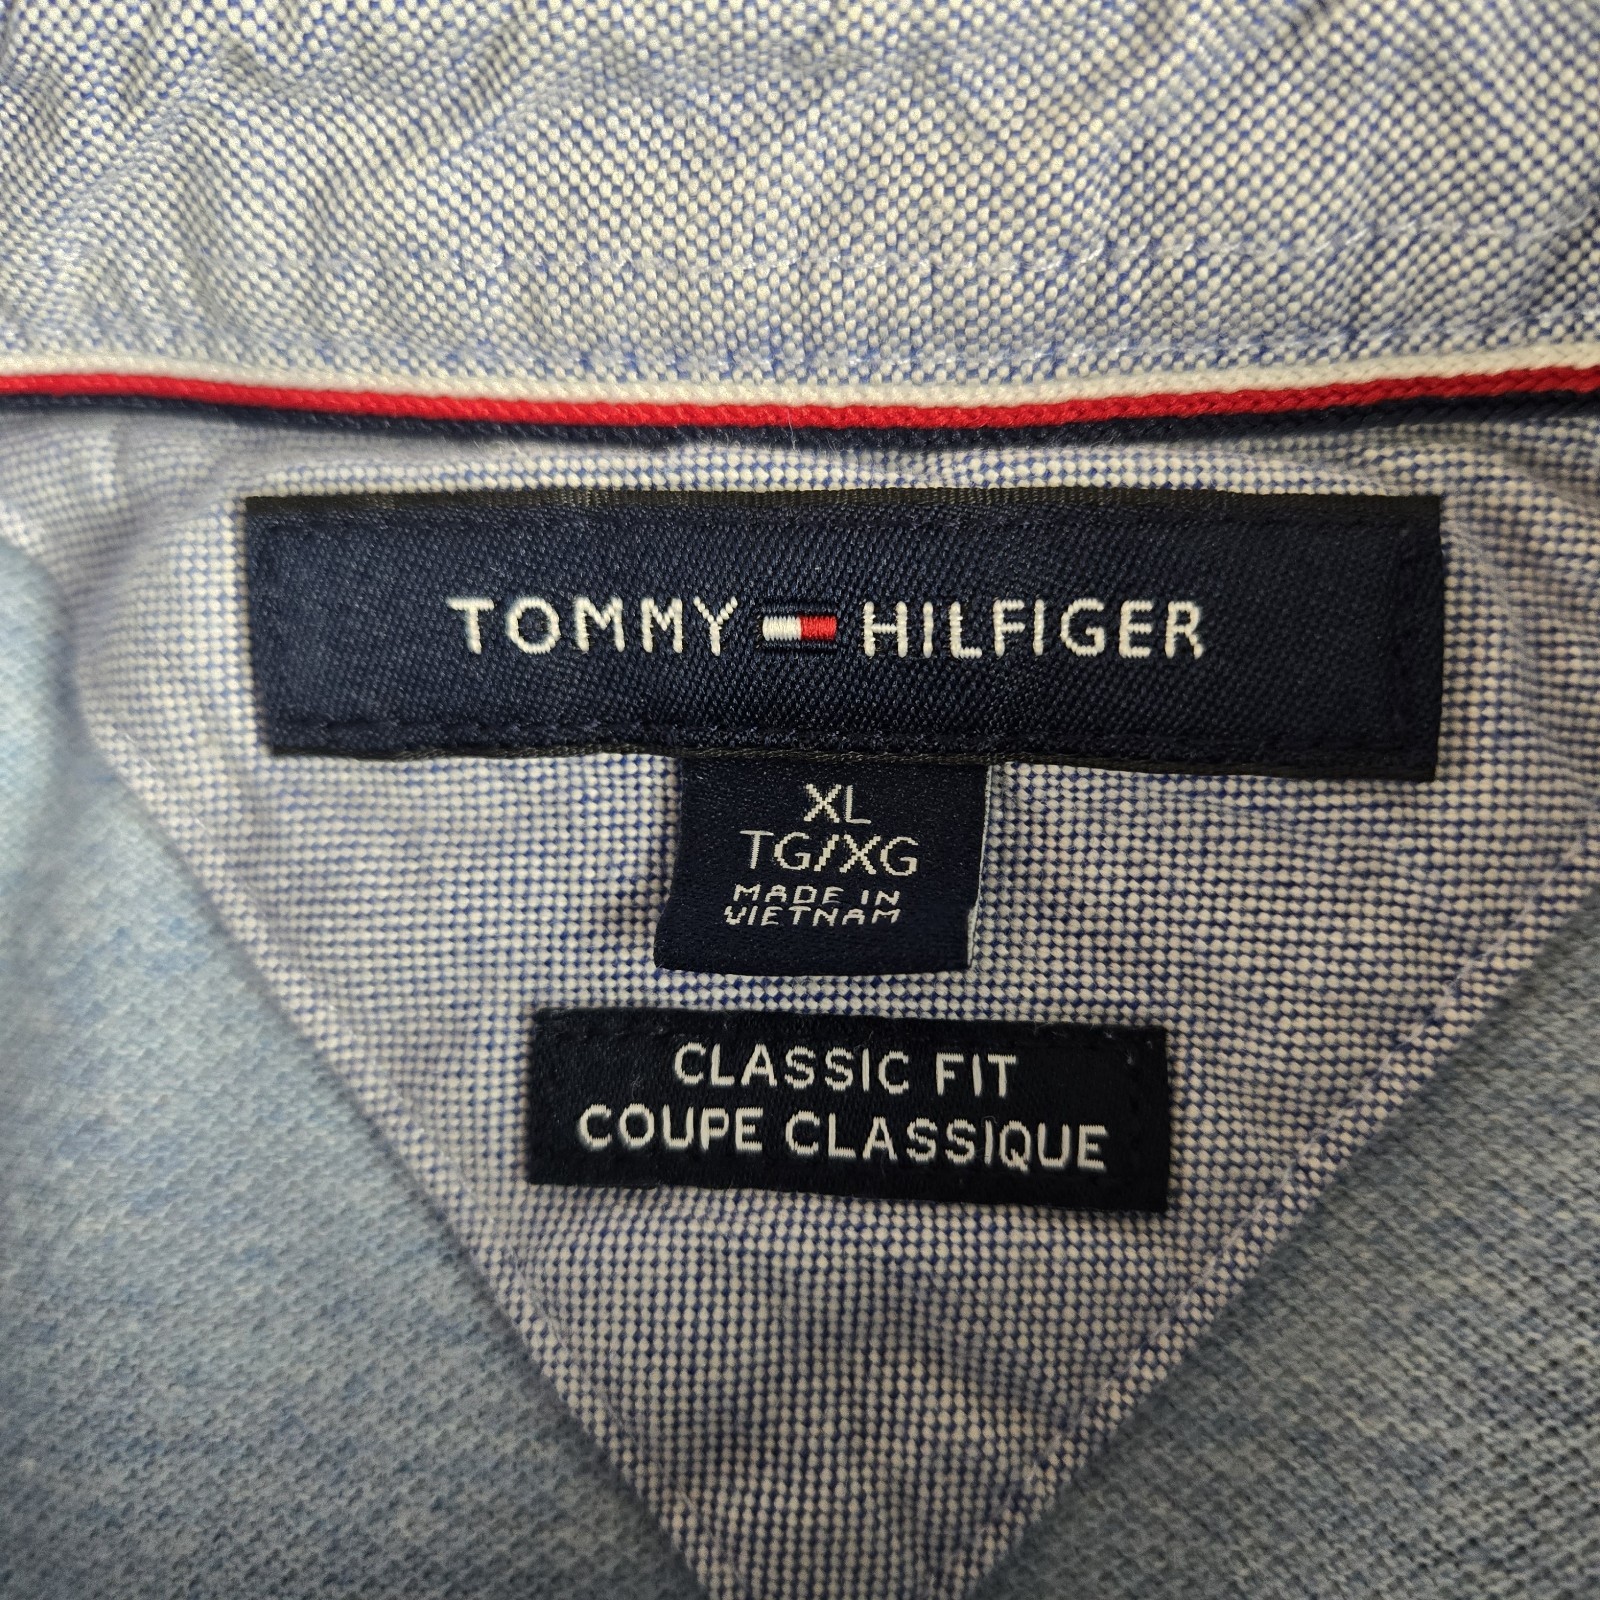 TOMMY HILFIGER
XL
TG/XG
MADE IN
VIETNAM
CLASSIC FIT
COUPE CLASSIQUE